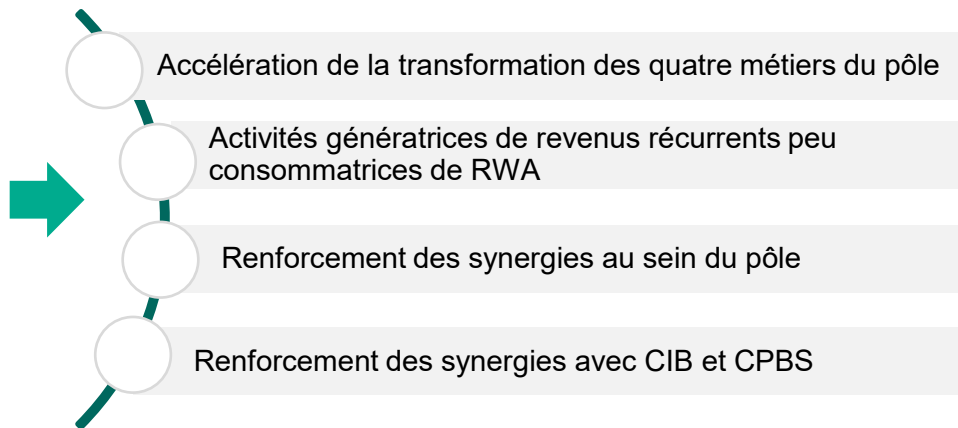 Accélération de la transformation des quatre métiers du pôle
Activités génératrices de revenus récurrents peu
consommatrices de RWA
Renforcement des synergies au sein du pôle
Renforcement des synergies avec CIB et CPBS